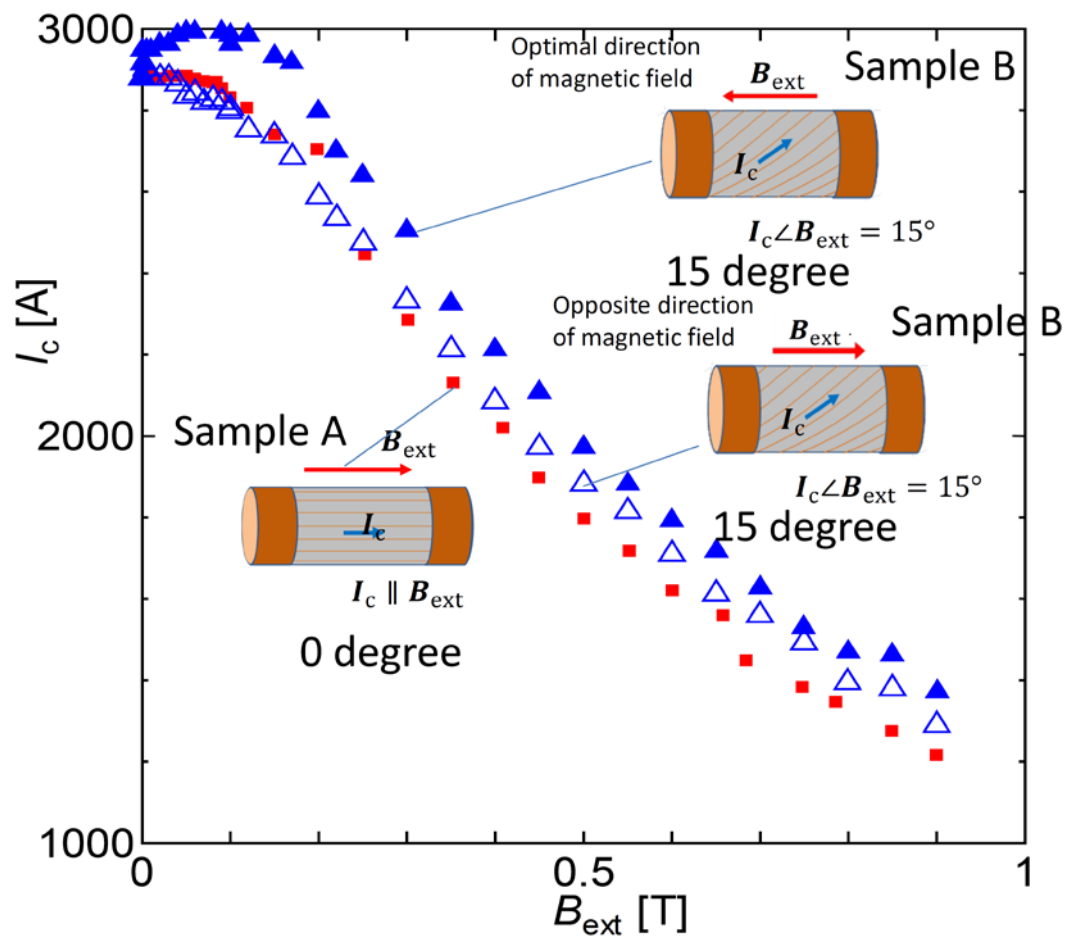 3000
2000
1000
I_c [A]
Optimal direction
of magnetic field
Sample B
B_ext
I_c
I_c∠B_ext = 15°
15 degree
Opposite direction
of magnetic field
Sample B
B_ext
I_c
I_c∠B_ext = 15°
15 degree
Sample A
B_ext
I_c
I_c ∥ B_ext
0 degree
0
0.5
1
B_ext [T]